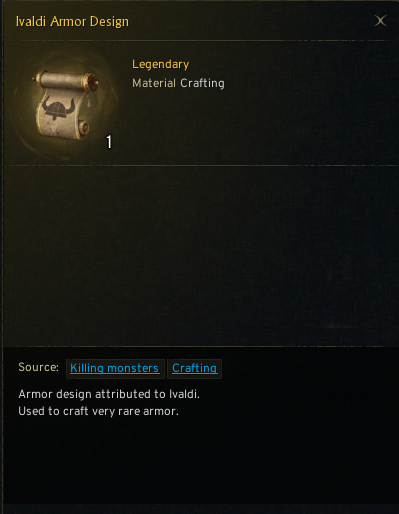 Ivaldi Armor Design
Legendary
Material Crafting
1
Source: Killing monsters Crafting
Armor design attributed to Ivaldi.
Used to craft very rare armor.